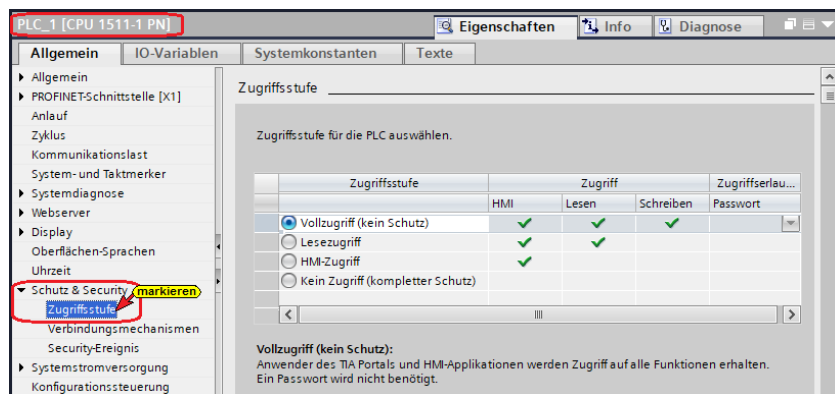 PLC_1 [CPU 1511-1 PN]
Eigenschaften
Info
Diagnose
Allgemein
IO-Variablen
Systemkonstanten
Texte
Allgemein
PROFINET-Schnittstelle [X1]
Anlauf
Zyklus
Kommunikationslast
System- und Taktmerker
Systemdiagnose
Webserver
Display
Oberflächen-Sprachen
Uhrzeit
Schutz & Security
markieren
Zugriffsstufe
Verbindungsmechanismen
Security-Ereignis
Systemstromversorgung
Konfigurationssteuerung
Zugriffsstufe
Zugriffsstufe für die PLC auswählen.
Zugriffsstufe Zugriff Zugriffserlau...
HMI Lesen Schreiben Passwort
Vollzugriff (kein Schutz)
Lesezugriff
HMI-Zugriff
Kein Zugriff (kompletter Schutz)
Vollzugriff (kein Schutz):
Anwender des TIA Portals und HMI-Applikationen werden Zugriff auf alle Funktionen erhalten.
Ein Passwort wird nicht benötigt.